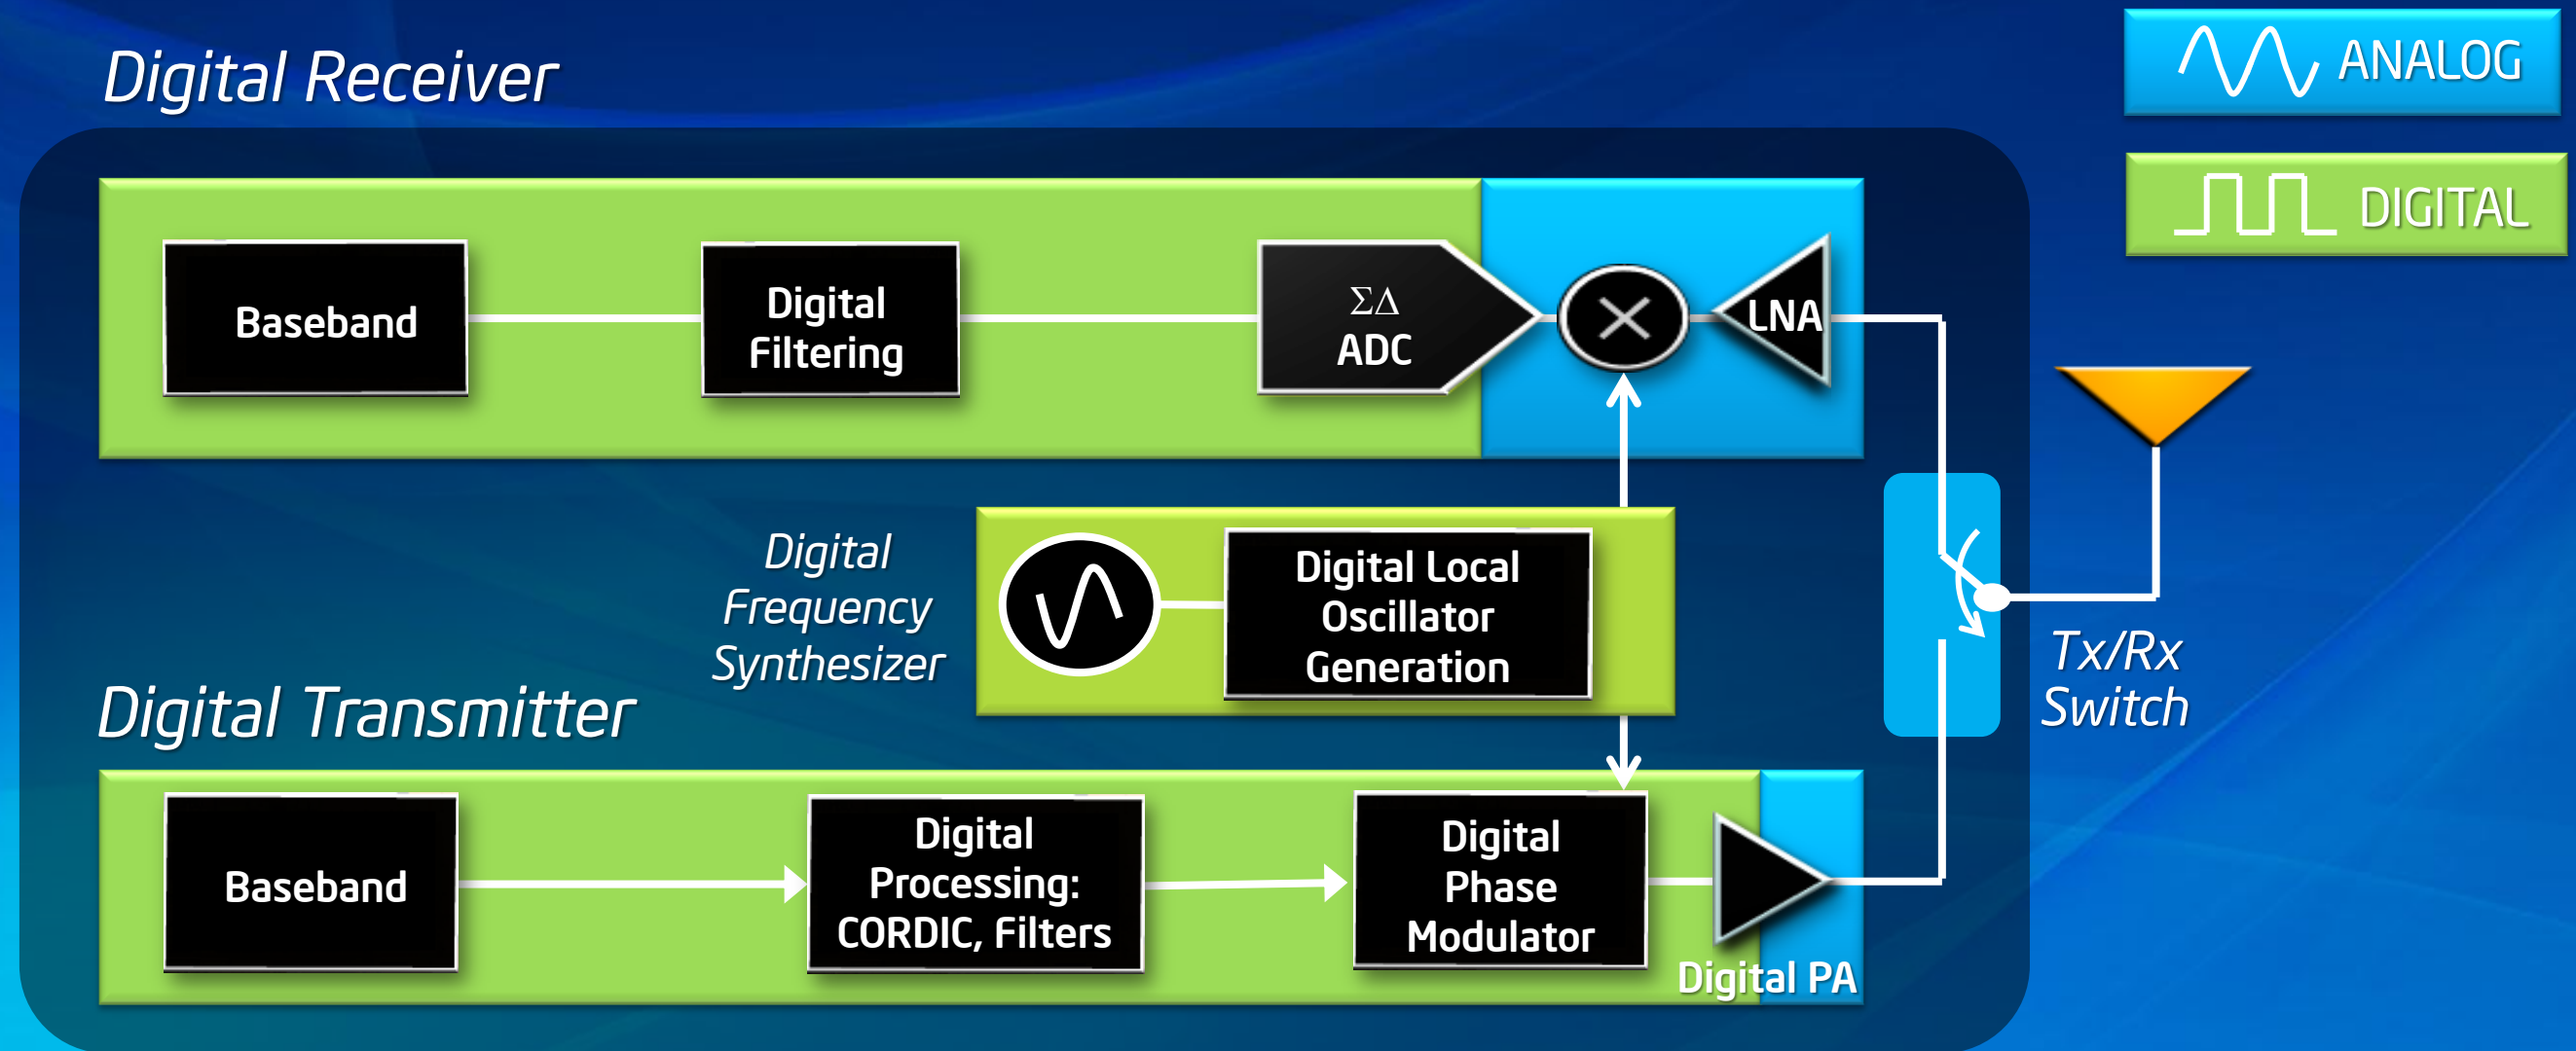 Digital Receiver
ANALOG
DIGITAL
Baseband
Digital
Filtering
ΣΔ
ADC
LNA
Digital
Frequency
Synthesizer
Digital Local
Oscillator
Generation
Tx/Rx
Switch
Digital Transmitter
Baseband
Digital
Processing:
CORDIC, Filters
Digital
Phase
Modulator
Digital PA